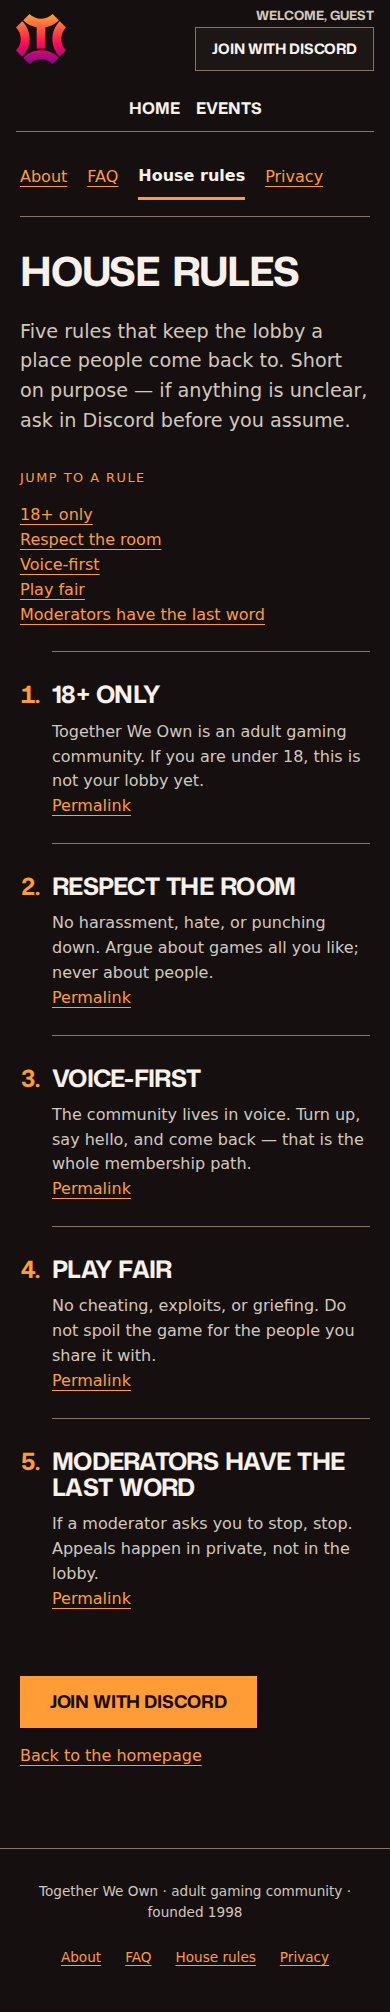 WELCOME, GUEST
JOIN WITH DISCORD
HOME EVENTS
About FAQ House rules Privacy
HOUSE RULES
Five rules that keep the lobby a
place people come back to. Short
on purpose — if anything is unclear,
ask in Discord before you assume.
JUMP TO A RULE
18+ only
Respect the room
Voice-first
Play fair
Moderators have the last word
1. 18+ ONLY
Together We Own is an adult gaming
community. If you are under 18, this is
not your lobby yet.
Permalink
2. RESPECT THE ROOM
No harassment, hate, or punching
down. Argue about games all you like;
never about people.
Permalink
3. VOICE-FIRST
The community lives in voice. Turn up,
say hello, and come back — that is the
whole membership path.
Permalink
4. PLAY FAIR
No cheating, exploits, or griefing. Do
not spoil the game for the people you
share it with.
Permalink
5. MODERATORS HAVE THE
LAST WORD
If a moderator asks you to stop, stop.
Appeals happen in private, not in the
lobby.
Permalink
JOIN WITH DISCORD
Back to the homepage
Together We Own · adult gaming community ·
founded 1998
About FAQ House rules Privacy